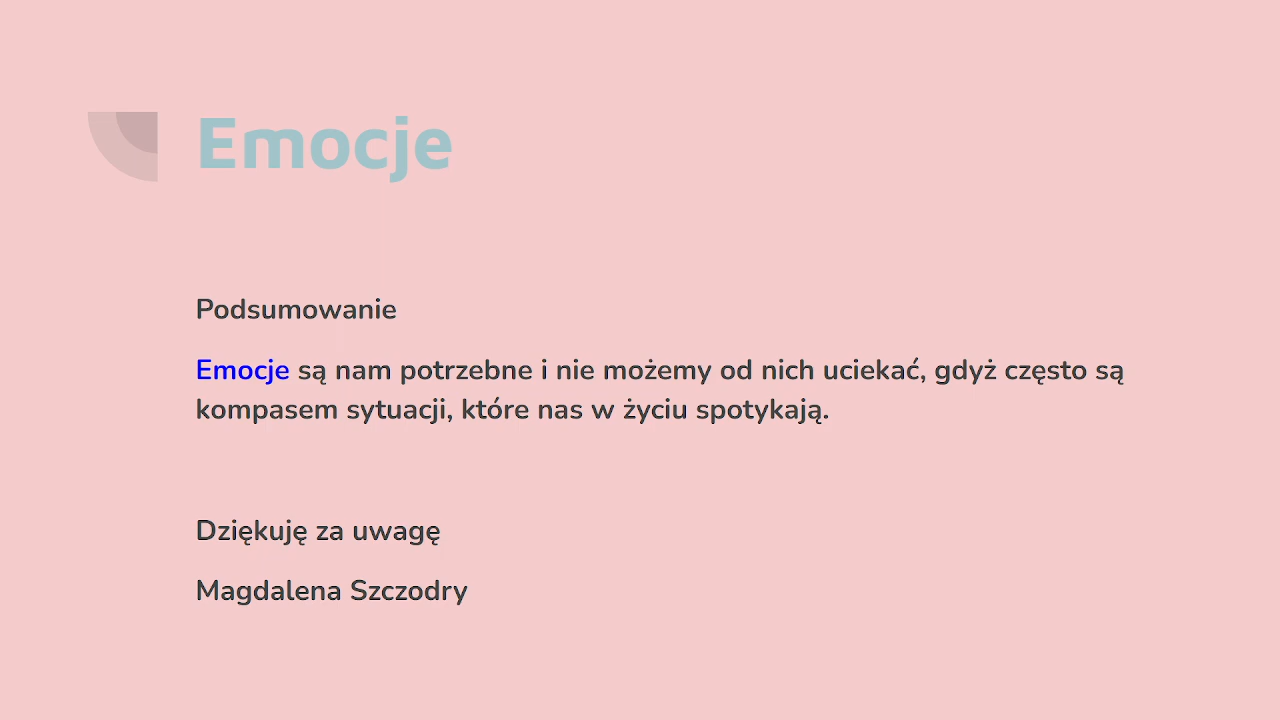 Emocje
Podsumowanie
Emocje są nam potrzebne i nie możemy od nich uciekać, gdyż często są
kompasem sytuacji, które nas w życiu spotykają.
Dziękuję za uwagę
Magdalena Szczodry